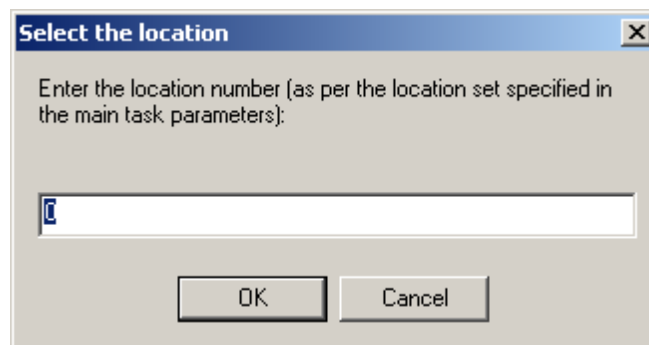 Select the location
Enter the location number (as per the location set specified in
the main task parameters):
0
OK
Cancel